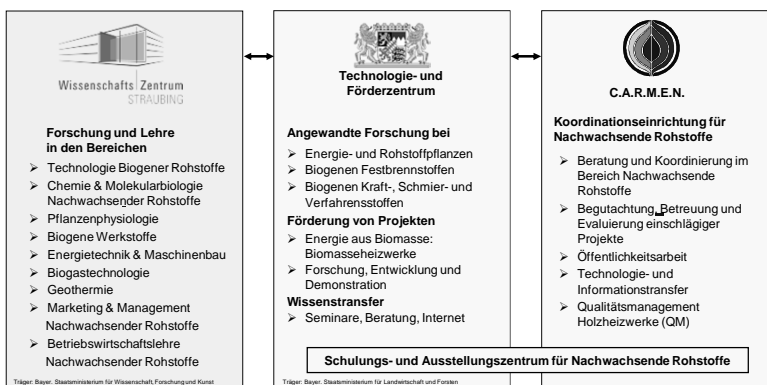 Wissenschafts Zentrum
STRAUBING
Forschung und Lehre
in den Bereichen
➢ Technologie Biogener Rohstoffe
➢ Chemie & Molekularbiologie
Nachwachsender Rohstoffe
➢ Pflanzenphysiologie
➢ Biogene Werkstoffe
➢ Energietechnik & Maschinenbau
➢ Biogastechnologie
➢ Geothermie
➢ Marketing & Management
Nachwachsender Rohstoffe
➢ Betriebswirtschaftslehre
Nachwachsender Rohstoffe
Träger: Bayer. Staatsministerium für Wissenschaft, Forschung und Kunst
Technologie- und
Förderzentrum
Angewandte Forschung bei
➢ Energie- und Rohstoffpflanzen
➢ Biogenen Festbrennstoffen
➢ Biogenen Kraft-, Schmier- und
Verfahrensstoffen
Förderung von Projekten
➢ Energie aus Biomasse:
Biomasseheizwerke
➢ Forschung, Entwicklung und
Demonstration
Wissenstransfer
➢ Seminare, Beratung, Internet
Träger: Bayer. Staatsministerium für Landwirtschaft und Forsten
C.A.R.M.E.N.
Koordinationseinrichtung für
Nachwachsende Rohstoffe
➢ Beratung und Koordinierung im
Bereich Nachwachsende
Rohstoffe
➢ Begutachtung, Betreuung und
Evaluierung einschlägiger
Projekte
➢ Öffentlichkeitsarbeit
➢ Technologie- und
Informationstransfer
➢ Qualitätsmanagement
Holzheizwerke (QM)
Schulungs- und Ausstellungszentrum für Nachwachsende Rohstoffe